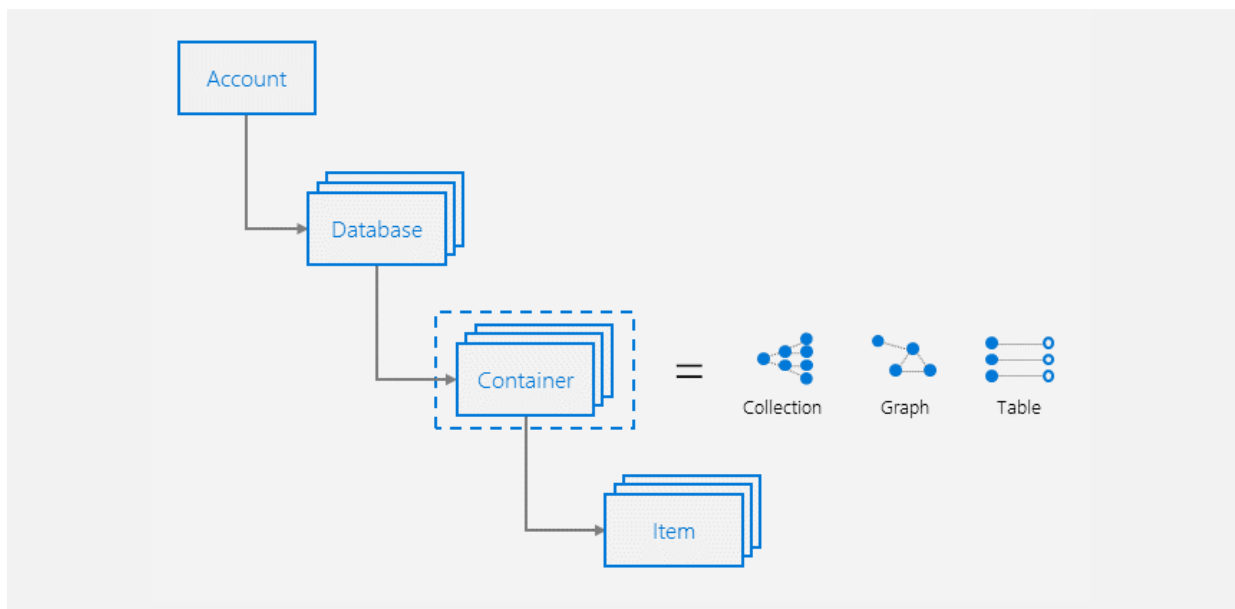 Account
Database
Container
=
Collection
Graph
Table
Item